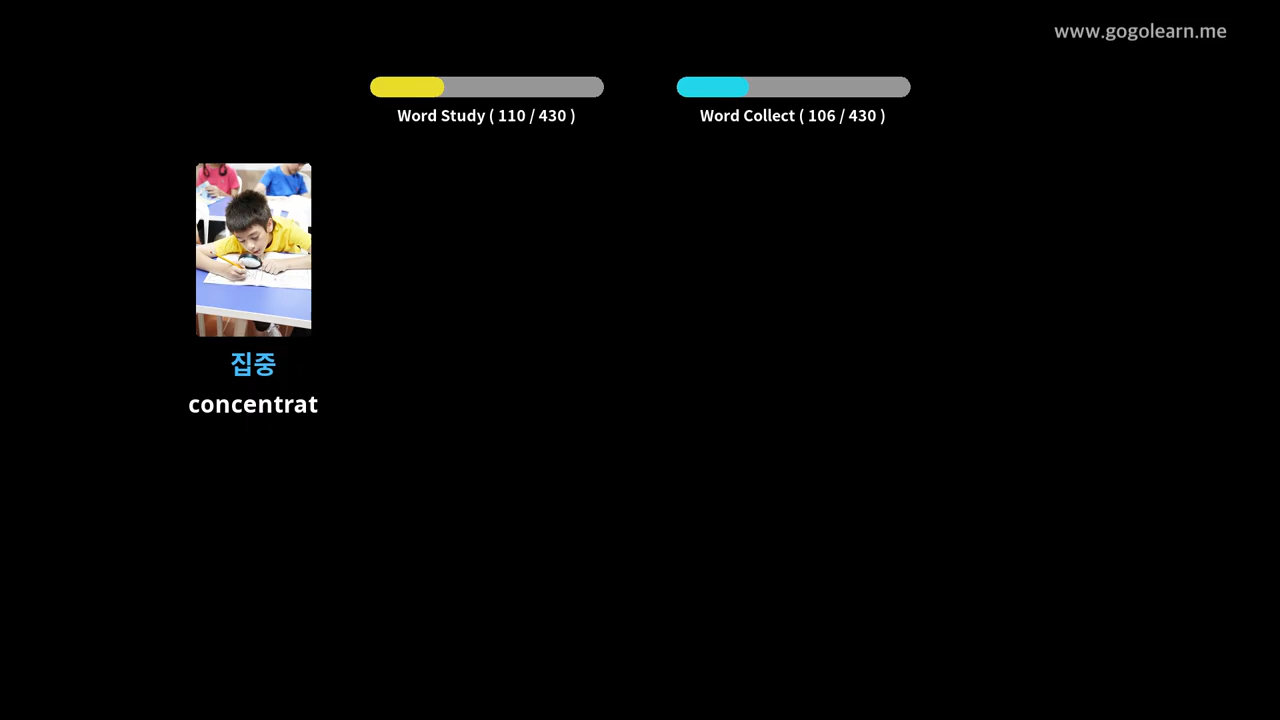 www.gogolearn.me
Word Study ( 110 / 430 )
Word Collect ( 106 / 430 )
집중
concentrat